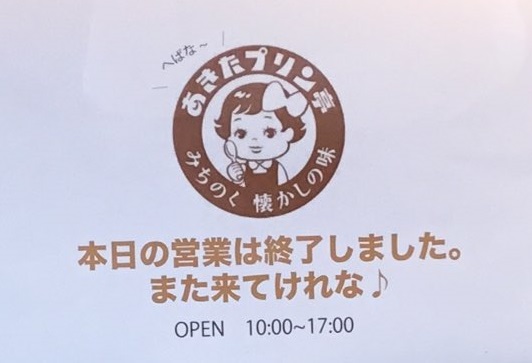 へばな～
あきたプリン亭
みちのく 懐かしの味
本日の営業は終了しました。
また来てけれな♪
OPEN 10:00~17:00